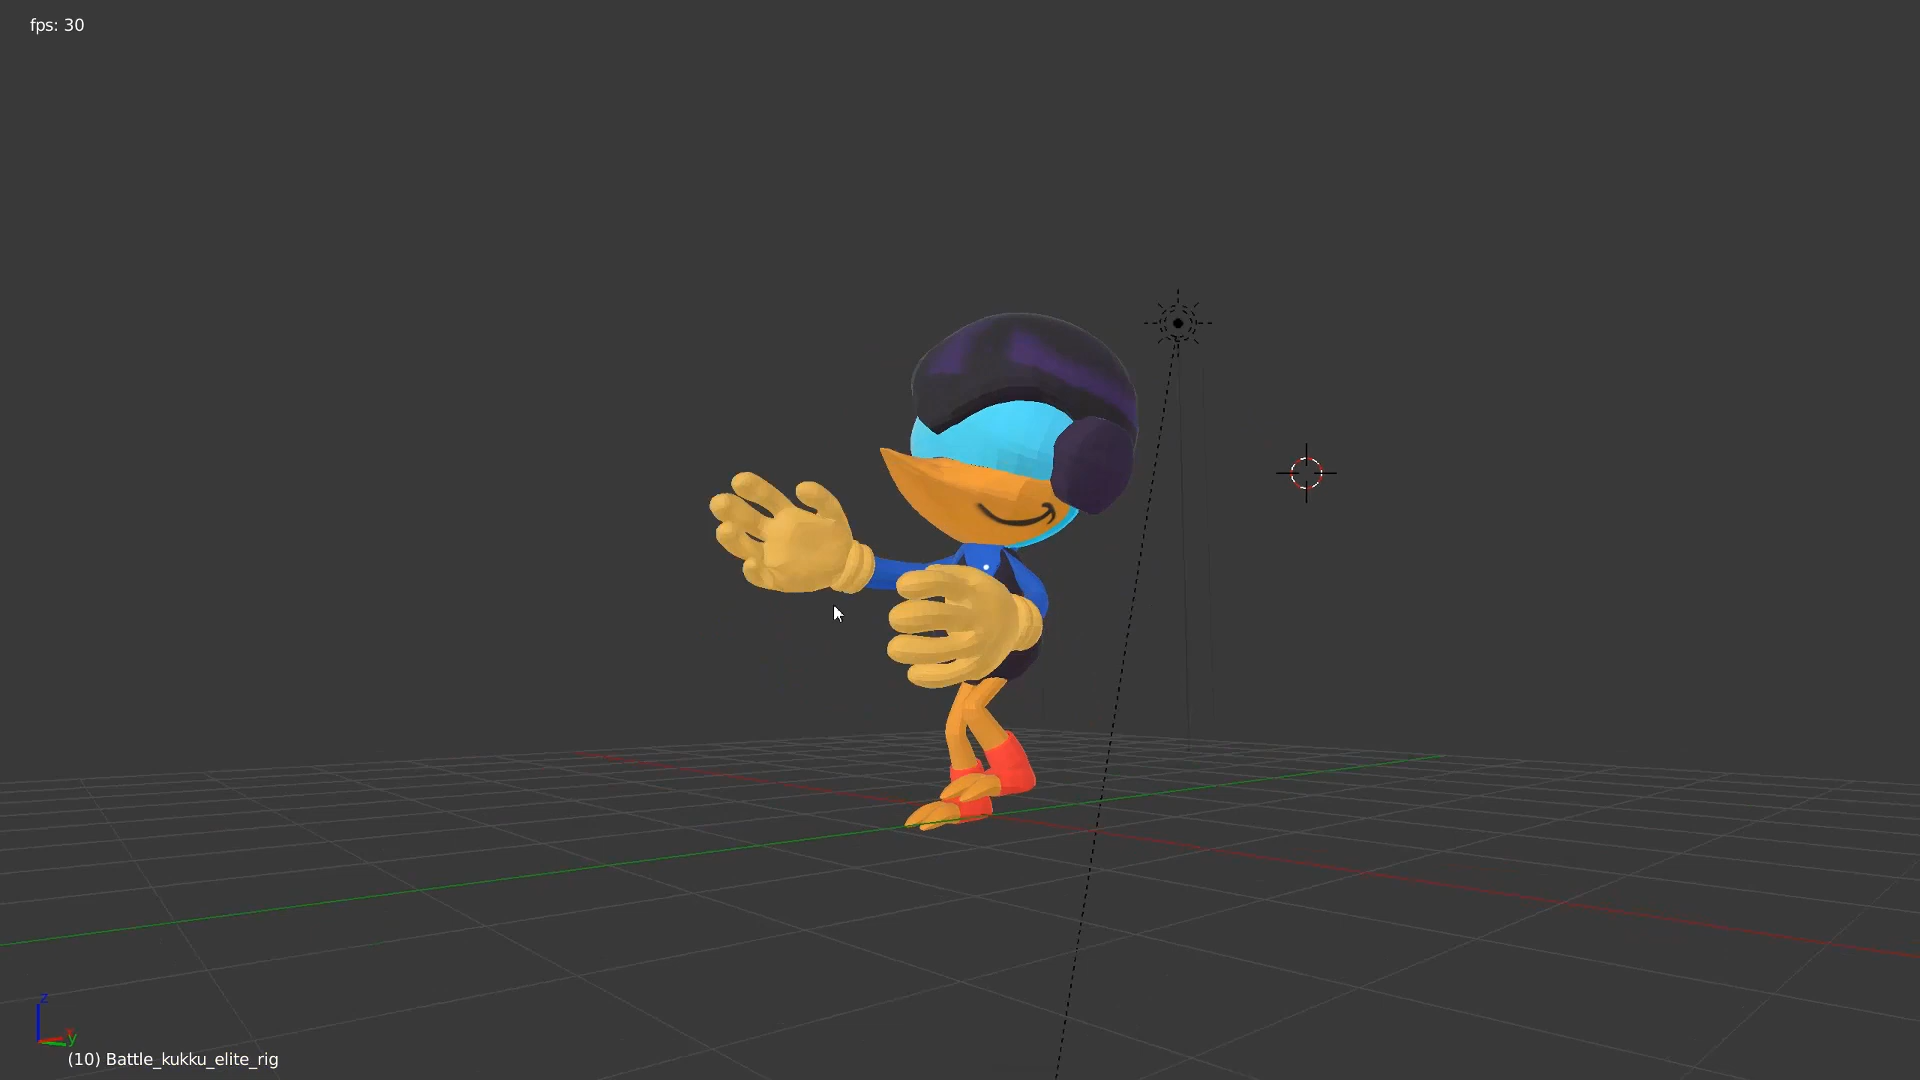 fps: 30
z
y
(10) Battle_kukku_elite_rig